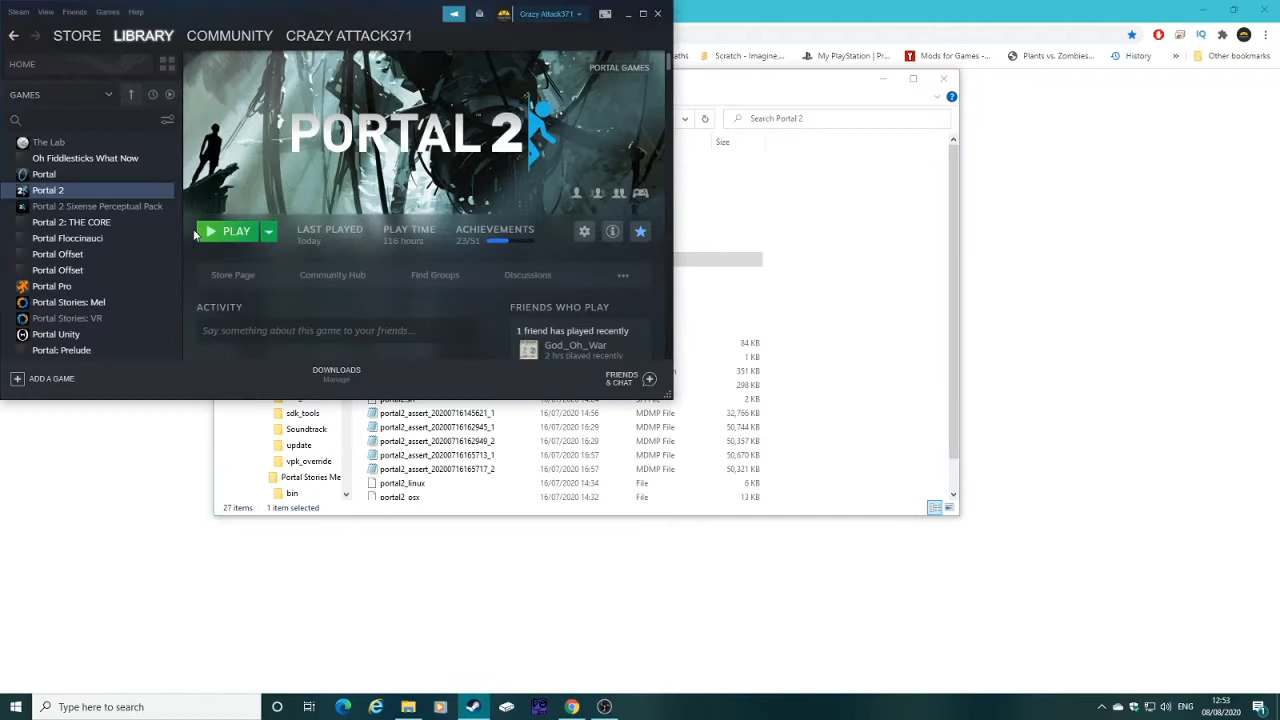 Steam View Friends Games Help Crazy Attack371
STORE LIBRARY COMMUNITY CRAZY ATTACK371
HOME
PORTAL GAMES
GAMES
PORTAL 2
The Lab
Oh Fiddlesticks What Now
Portal
Portal 2
Portal 2 Sixense Perceptual Pack
Portal 2: THE CORE
Portal Floccinauci
Portal Offset
Portal Offset
Portal Pro
Portal Stories: Mel
Portal Stories: VR
Portal Unity
Portal: Prelude
PLAY
LAST PLAYED
Today
PLAY TIME
116 hours
ACHIEVEMENTS
23/51
Store Page Community Hub Find Groups Discussions
ACTIVITY
Say something about this game to your friends...
FRIENDS WHO PLAY
1 friend has played recently
God_Oh_War
2 hrs played recently
ADD A GAME
DOWNLOADS
Manage
FRIENDS
& CHAT
Scratch - Imagine,... My PlayStation | Pr... Mods for Games -... Plants vs. Zombies... History » Other bookmarks
Search Portal 2
Size
84 KB
1 KB
351 KB
298 KB
2 KB
sdk_tools
Soundtrack
update
vpk_override
Portal Stories Me
bin
portal2_assert_20200716145621_1 16/07/2020 14:56 MDMP File 32,766 KB
portal2_assert_20200716162945_1 16/07/2020 16:29 MDMP File 50,744 KB
portal2_assert_20200716162949_2 16/07/2020 16:29 MDMP File 50,357 KB
portal2_assert_20200716165713_1 16/07/2020 16:57 MDMP File 50,670 KB
portal2_assert_20200716165717_2 16/07/2020 16:57 MDMP File 50,321 KB
portal2_linux 16/07/2020 14:34 File 6 KB
portal2_osx 16/07/2020 14:32 File 13 KB
27 items 1 item selected
Type here to search
ENG
12:53
08/08/2020